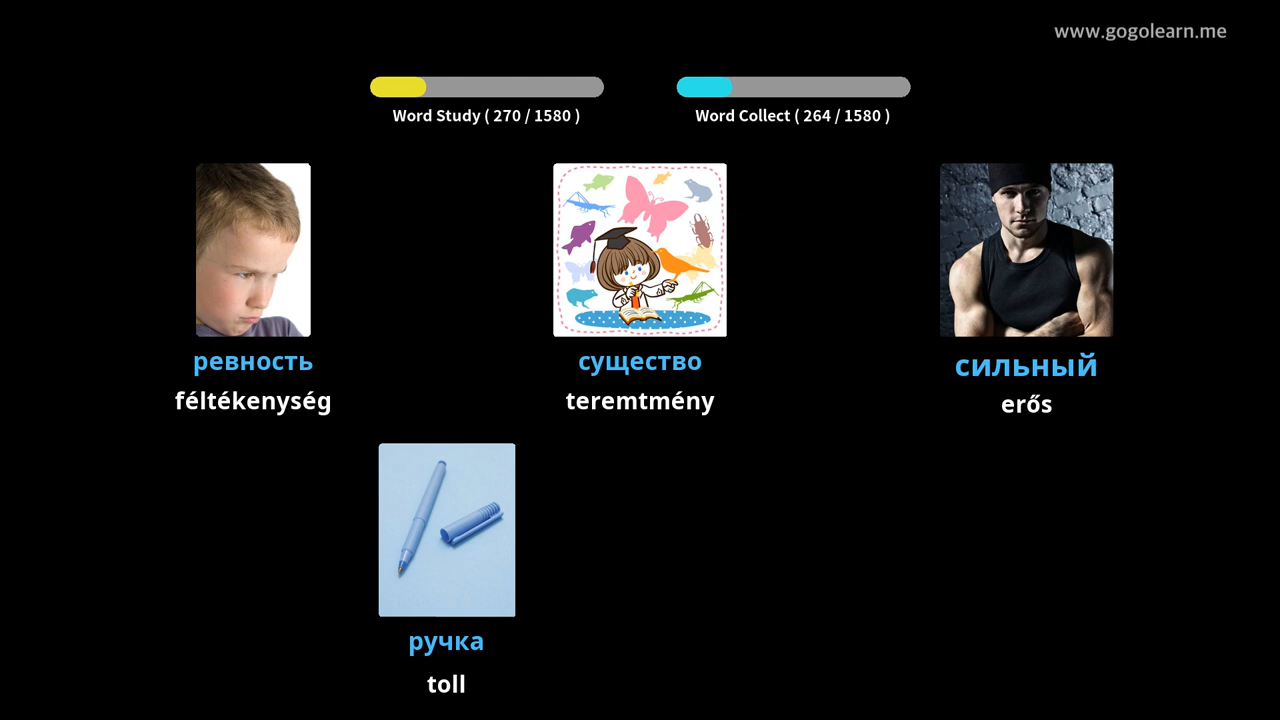 www.gogolearn.me
Word Study ( 270 / 1580 )
Word Collect ( 264 / 1580 )
ревность
féltékenység
существо
teremtmény
сильный
erős
ручка
toll